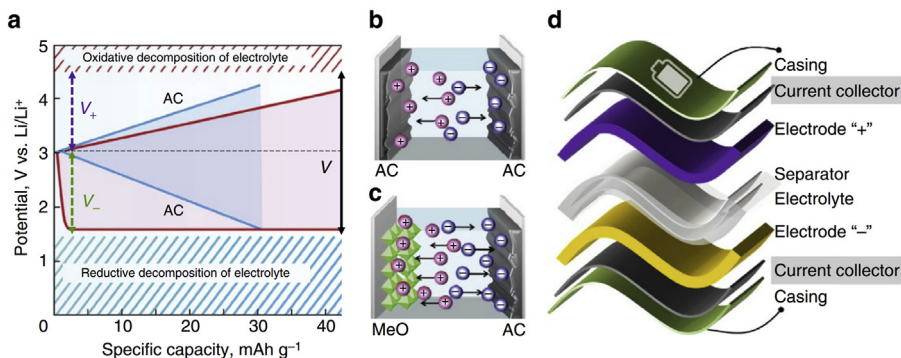 a
5
4
3
2
1
0
Potential, V vs. Li/Li⁺
Oxidative decomposition of electrolyte
AC
V₊
V
V₋
AC
Reductive decomposition of electrolyte
0 10 20 30 40
Specific capacity, mAh g⁻¹
b
+ + + + + + + +
− − − − − −
AC AC
c
MeO AC
d
Casing
Current collector
Electrode “+”
Separator
Electrolyte
Electrode “–”
Current collector
Casing